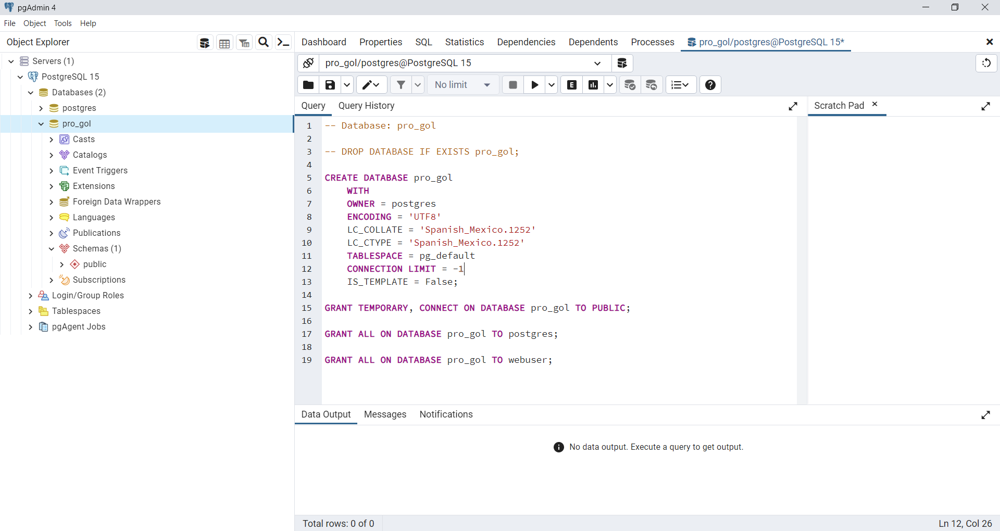 pgAdmin 4
File Object Tools Help
Object Explorer
Dashboard Properties SQL Statistics Dependencies Dependents Processes pro_gol/postgres@PostgreSQL 15*
Servers (1)
PostgreSQL 15
Databases (2)
postgres
pro_gol
Casts
Catalogs
Event Triggers
Extensions
Foreign Data Wrappers
Languages
Publications
Schemas (1)
public
Subscriptions
Login/Group Roles
Tablespaces
pgAgent Jobs
pro_gol/postgres@PostgreSQL 15
No limit
E
Query Query History
Scratch Pad
1 -- Database: pro_gol
2
3 -- DROP DATABASE IF EXISTS pro_gol;
4
5 CREATE DATABASE pro_gol
6 WITH
7 OWNER = postgres
8 ENCODING = 'UTF8'
9 LC_COLLATE = 'Spanish_Mexico.1252'
10 LC_CTYPE = 'Spanish_Mexico.1252'
11 TABLESPACE = pg_default
12 CONNECTION LIMIT = -1
13 IS_TEMPLATE = False;
14
15 GRANT TEMPORARY, CONNECT ON DATABASE pro_gol TO PUBLIC;
16
17 GRANT ALL ON DATABASE pro_gol TO postgres;
18
19 GRANT ALL ON DATABASE pro_gol TO webuser;
Data Output Messages Notifications
No data output. Execute a query to get output.
Total rows: 0 of 0
Ln 12, Col 26